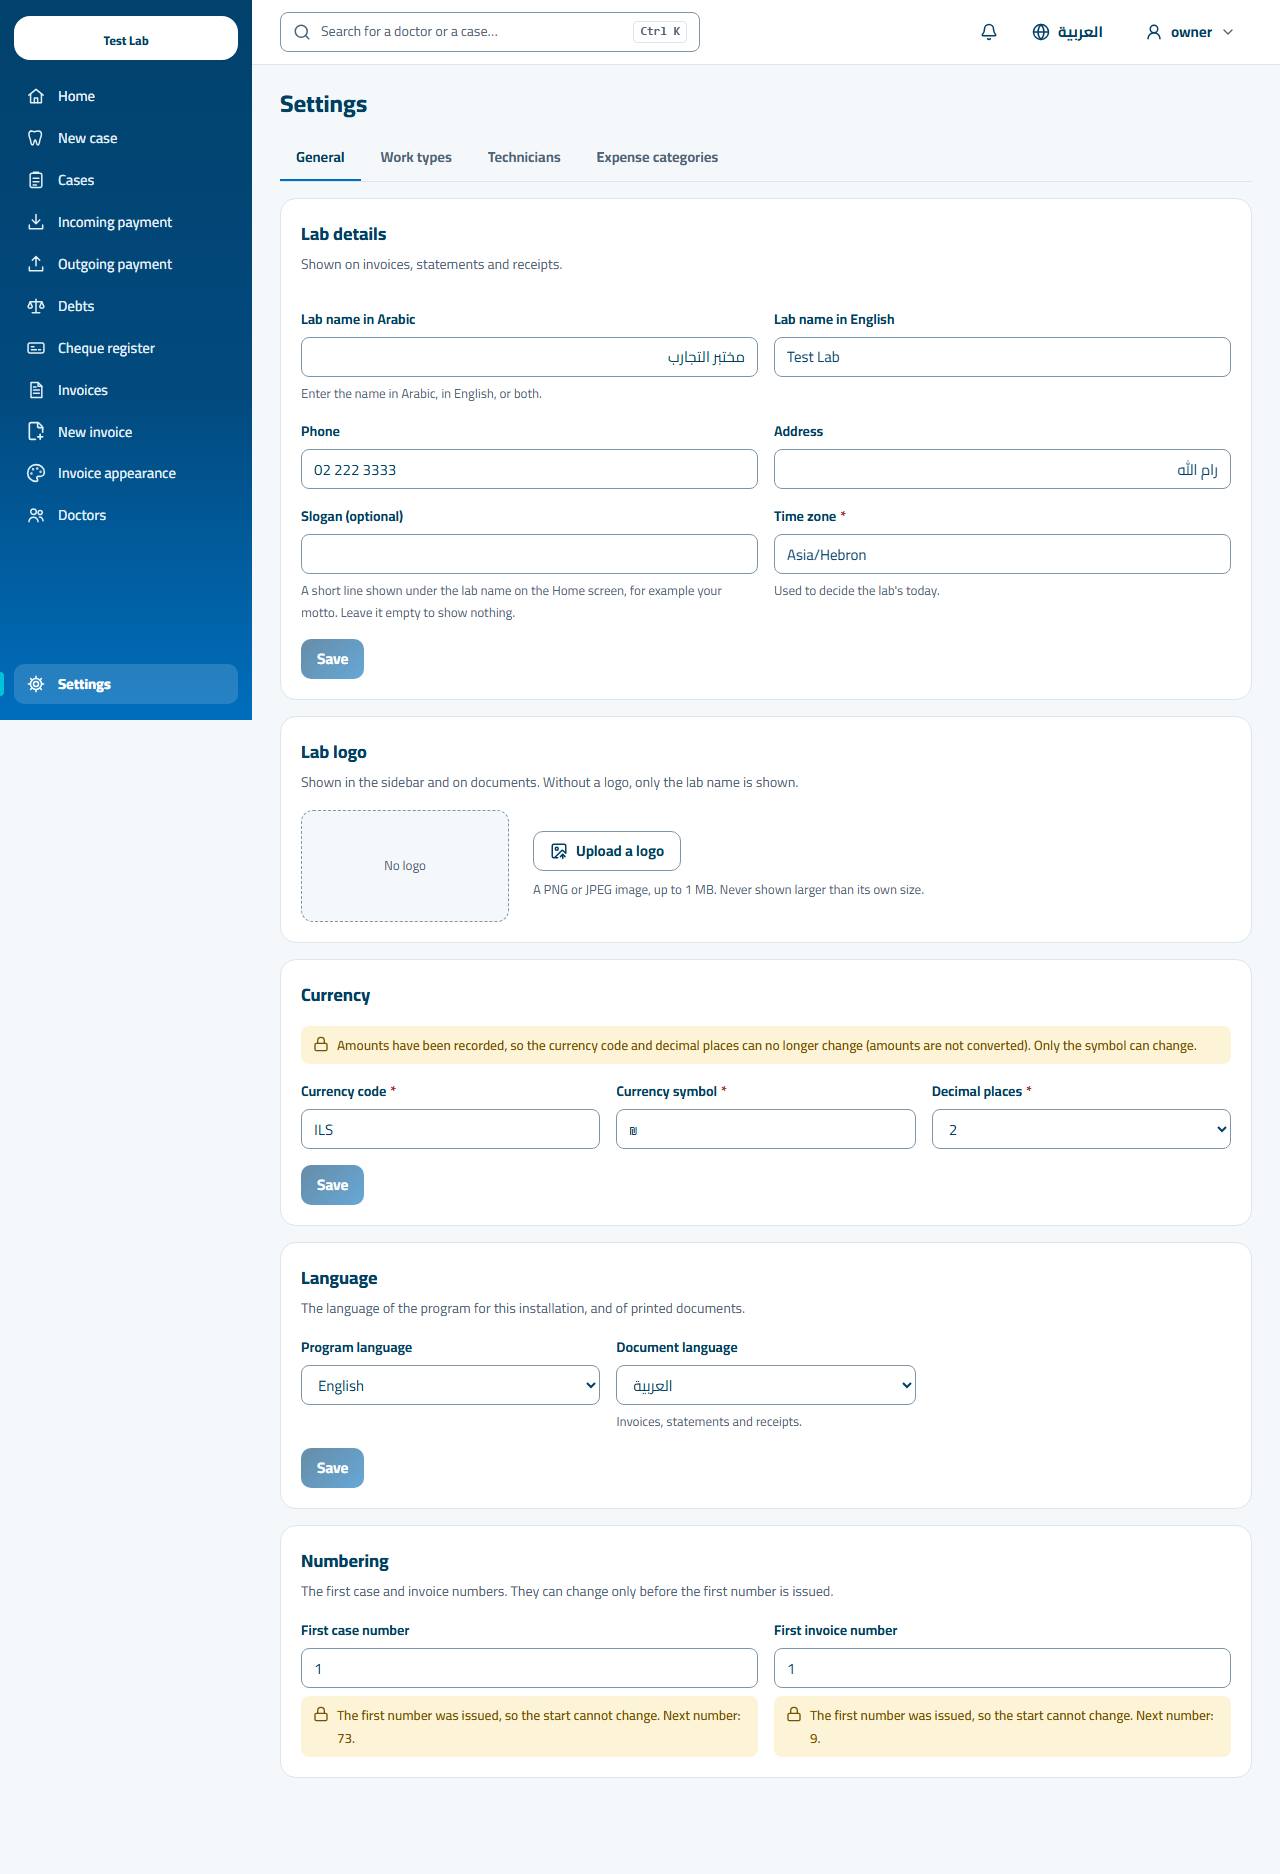 Test Lab
Home
New case
Cases
Incoming payment
Outgoing payment
Debts
Cheque register
Invoices
New invoice
Invoice appearance
Doctors
Settings
Search for a doctor or a case...
Ctrl K
العربية
owner
Settings
General
Work types
Technicians
Expense categories
Lab details
Shown on invoices, statements and receipts.
Lab name in Arabic
Lab name in English
مختبر التجارب
Test Lab
Enter the name in Arabic, in English, or both.
Phone
Address
02 222 3333
رام الله
Slogan (optional)
Time zone *
Asia/Hebron
A short line shown under the lab name on the Home screen, for example your
motto. Leave it empty to show nothing.
Used to decide the lab's today.
Save
Lab logo
Shown in the sidebar and on documents. Without a logo, only the lab name is shown.
No logo
Upload a logo
A PNG or JPEG image, up to 1 MB. Never shown larger than its own size.
Currency
Amounts have been recorded, so the currency code and decimal places can no longer change (amounts are not converted). Only the symbol can change.
Currency code *
Currency symbol *
Decimal places *
ILS
₪
2
Save
Language
The language of the program for this installation, and of printed documents.
Program language
Document language
English
العربية
Invoices, statements and receipts.
Save
Numbering
The first case and invoice numbers. They can change only before the first number is issued.
First case number
First invoice number
1
1
The first number was issued, so the start cannot change. Next number:
73.
The first number was issued, so the start cannot change. Next number:
9.